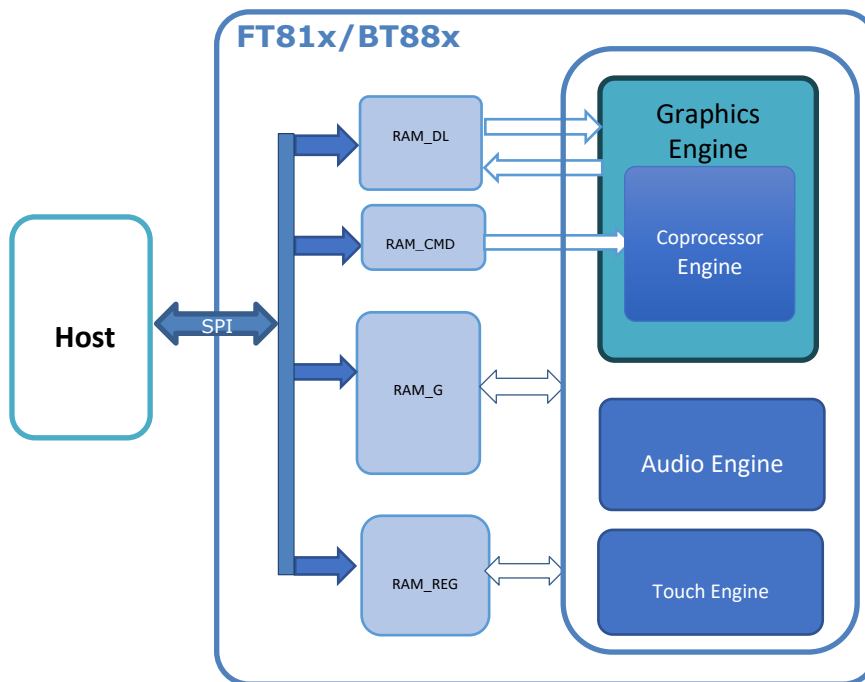 FT81x/BT88x
Graphics
Engine
RAM_DL
RAM_CMD
Coprocessor
Engine
Host
SPI
RAM_G
Audio Engine
RAM_REG
Touch Engine